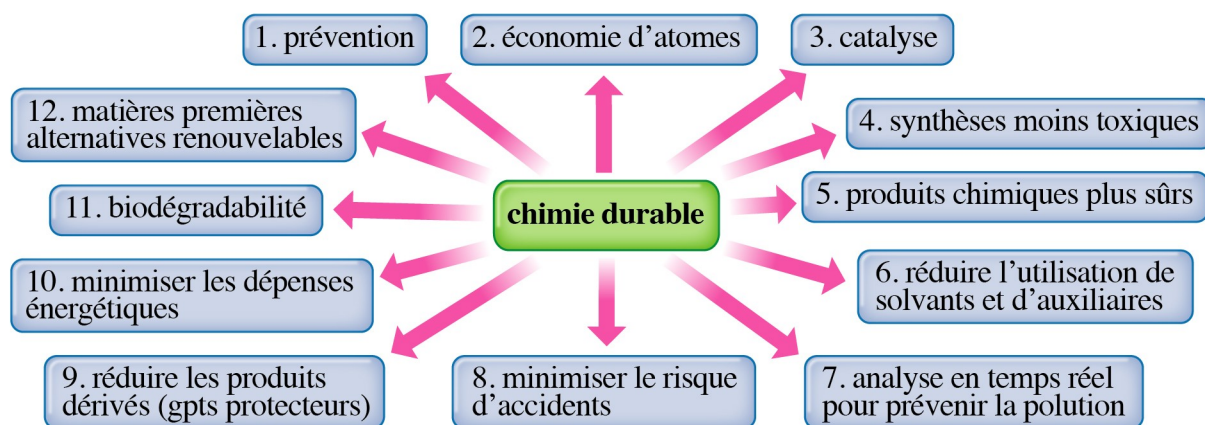 1. prévention
2. économie d’atomes
3. catalyse
4. synthèses moins toxiques
5. produits chimiques plus sûrs
6. réduire l’utilisation de
solvants et d’auxiliaires
7. analyse en temps réel
pour prévenir la polution
8. minimiser le risque
d’accidents
9. réduire les produits
dérivés (gpts protecteurs)
10. minimiser les dépenses
énergétiques
11. biodégradabilité
12. matières premières
alternatives renouvelables
chimie durable